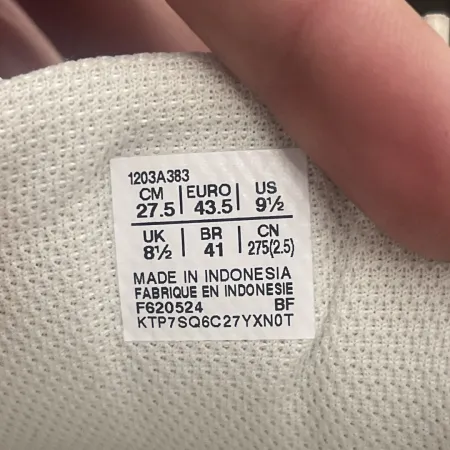 1203A383
CM | EURO | US
27.5 | 43.5 | 9½
UK | BR | CN
8½ | 41 | 275(2.5)
MADE IN INDONESIA
FABRIQUE EN INDONESIE
F620524 BF
KTP7SQ6C27YXN0T